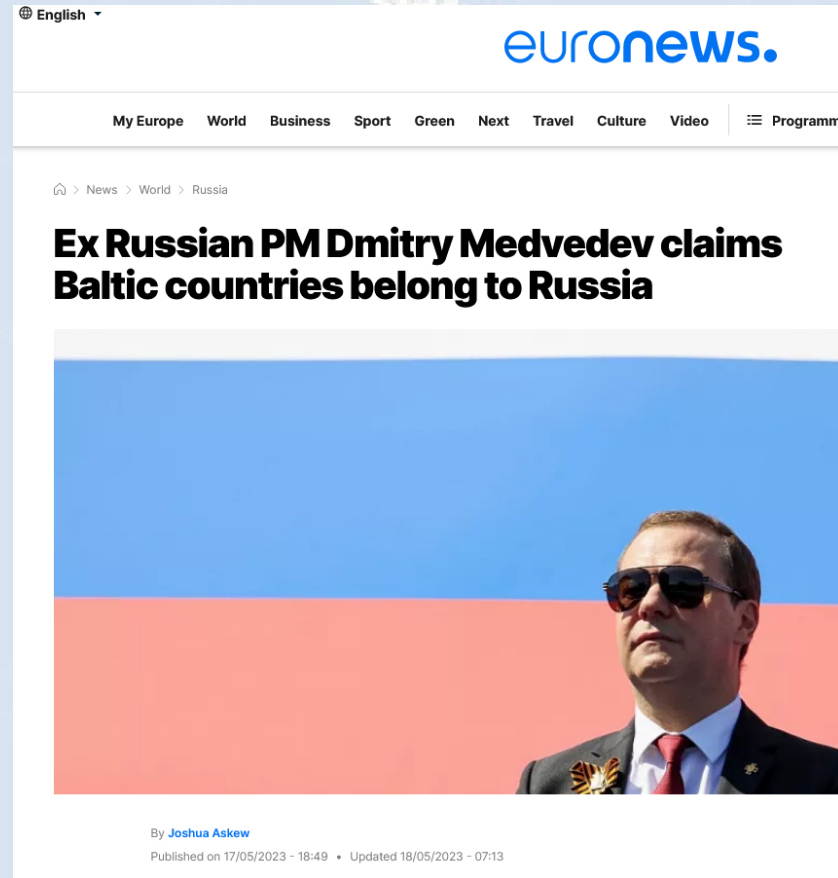 English
euronews.
My Europe World Business Sport Green Next Travel Culture Video
News > World > Russia
Ex Russian PM Dmitry Medvedev claims
Baltic countries belong to Russia
By Joshua Askew
Published on 17/05/2023 - 18:49 • Updated 18/05/2023 - 07:13